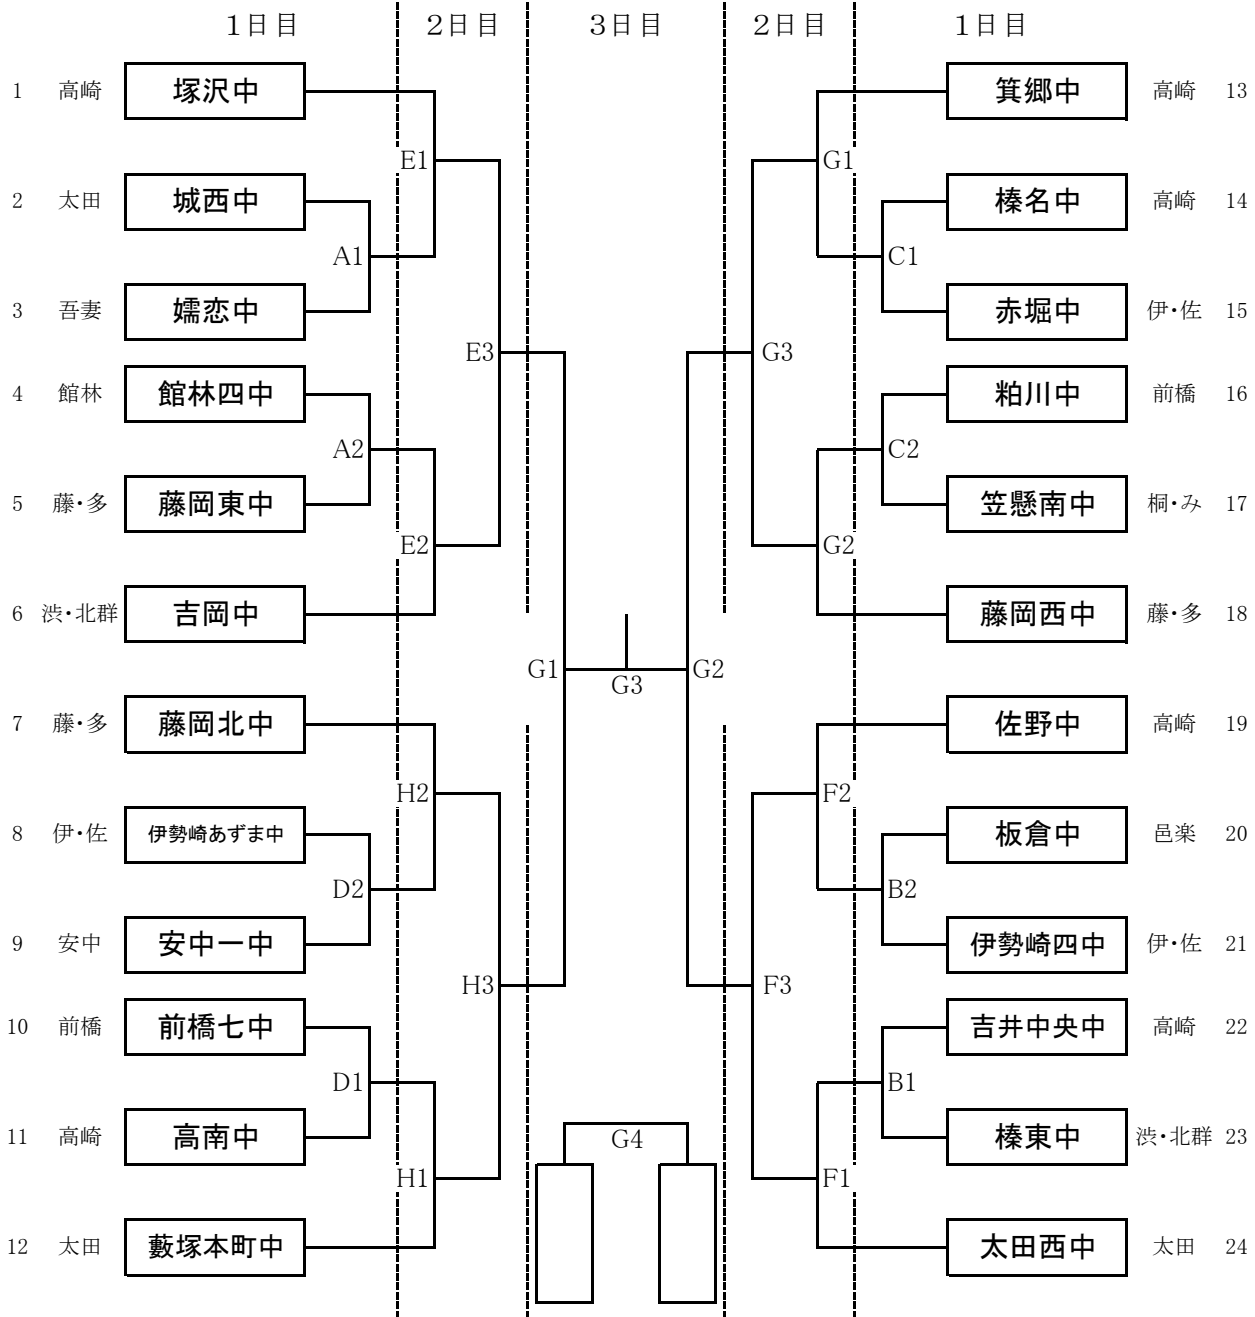 1日目 2日目 3日目 2日目 1日目
1 高崎 塚沢中 箕郷中 高崎 13
E1 G1
2 太田 城西中 榛名中 高崎 14
A1 C1
3 吾妻 嬬恋中 赤堀中 伊・佐 15
E3 G3
4 館林 館林四中 粕川中 前橋 16
A2 C2
5 藤・多 藤岡東中 笠懸南中 桐・み 17
E2 G2
6 渋・北群 吉岡中 藤岡西中 藤・多 18
G1 G3 G2
7 藤・多 藤岡北中 佐野中 高崎 19
H2 F2
8 伊・佐 伊勢崎あずま中 板倉中 邑楽 20
D2 B2
9 安中 安中一中 伊勢崎四中 伊・佐 21
H3 F3
10 前橋 前橋七中 吉井中央中 高崎 22
D1 B1
11 高崎 高南中 G4 榛東中 渋・北群 23
H1 F1
12 太田 藪塚本町中 太田西中 太田 24